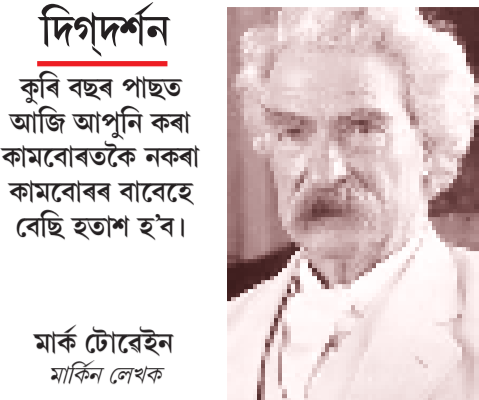 দিগ্‌দৰ্শন
কুৰি বছৰ পাছত
আজি আপুনি কৰা
কামবোৰতকৈ নকৰা
কামবোৰৰ বাবেহে
বেছি হতাশ হ'ব।
মাৰ্ক টোৱেইন
মাৰ্কিন লেখক